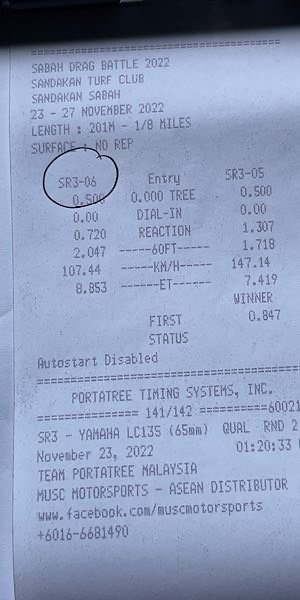 SABAH DRAG BATTLE 2022
SANDAKAN TURF CLUB
SANDAKAN SABAH
23 - 27 NOVEMBER 2022
LENGTH : 201M - 1/8 MILES
SURFACE : NO REP
SR3-06 Entry SR3-05
0.500 0.000 TREE 0.500
0.00 DIAL-IN 0.00
0.720 REACTION 1.307
2.047 -----60FT----- 1.718
107.44 -----KM/H------ 147.14
8.853 ------ET------ 7.419
WINNER
FIRST 0.847
STATUS
Autostart Disabled
PORTATREE TIMING SYSTEMS, INC.
=============== 141/142 ===========60021
SR3 - YAMAHA LC135 (65mm) QUAL RND 2
November 23, 2022 01:20:33
TEAM PORTATREE MALAYSIA
MUSC MOTORSPORTS - ASEAN DISTRIBUTOR
www.facebook.com/muscmotorsports
+6016-6681490